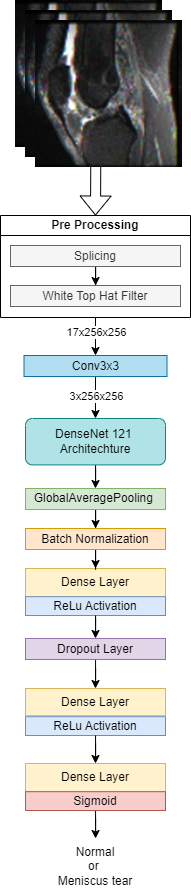 Pre Processing
Splicing
White Top Hat Filter
17x256x256
Conv3x3
3x256x256
DenseNet 121
Architechture
GlobalAveragePooling
Batch Normalization
Dense Layer
ReLu Activation
Dropout Layer
Dense Layer
ReLu Activation
Dense Layer
Sigmoid
Normal
or
Meniscus tear